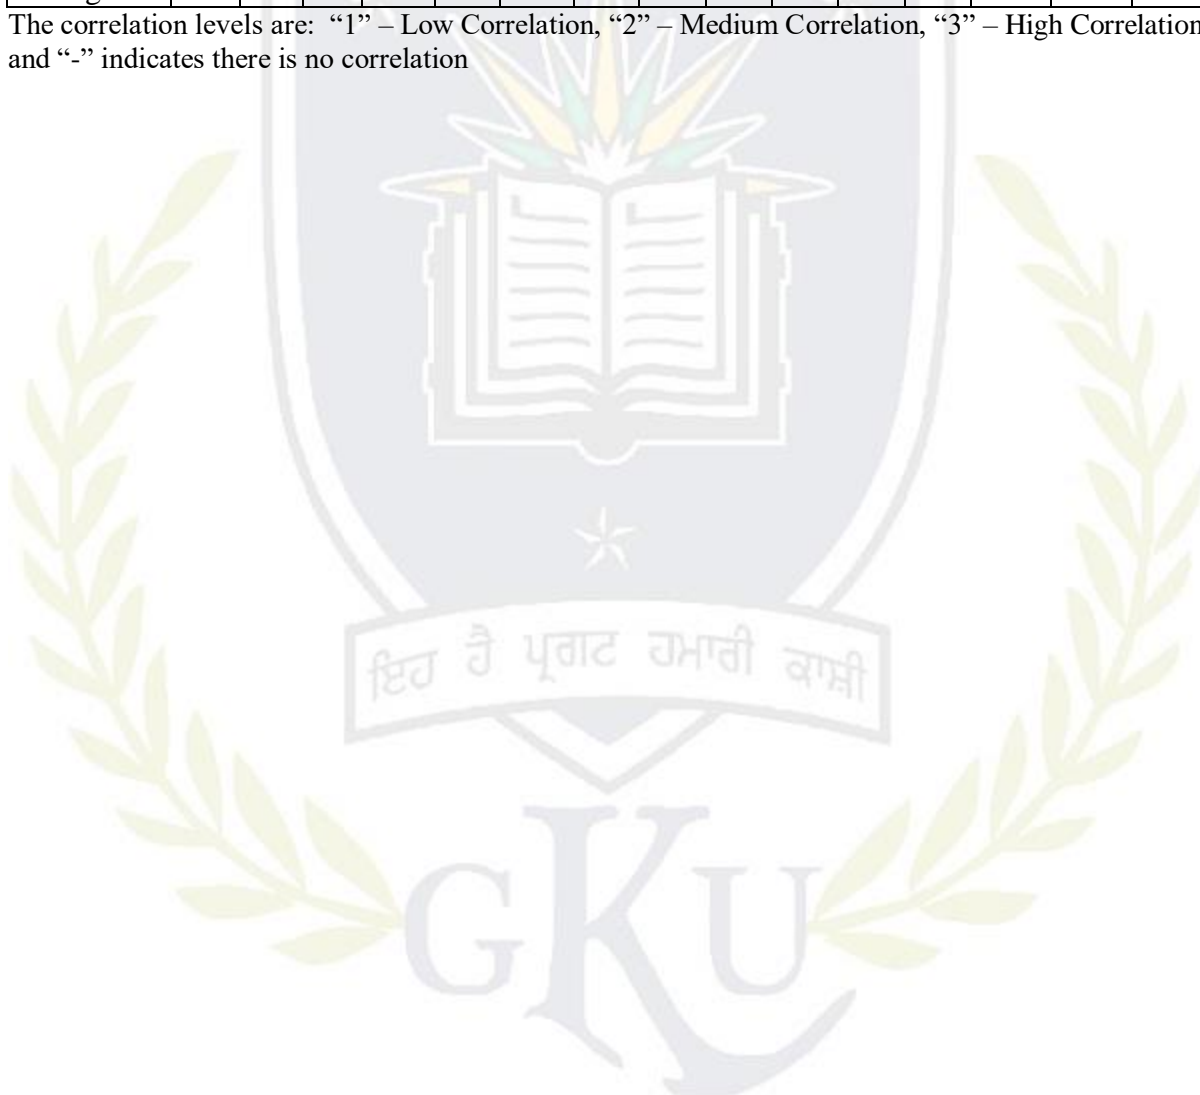 The correlation levels are: “1” – Low Correlation, “2” – Medium Correlation, “3” – High Correlation
and “-” indicates there is no correlation
ਇਹ ਹੈ ਪ੍ਰਗਟ ਹਮਾਰੀ ਕਾਸ਼ੀ
GKU